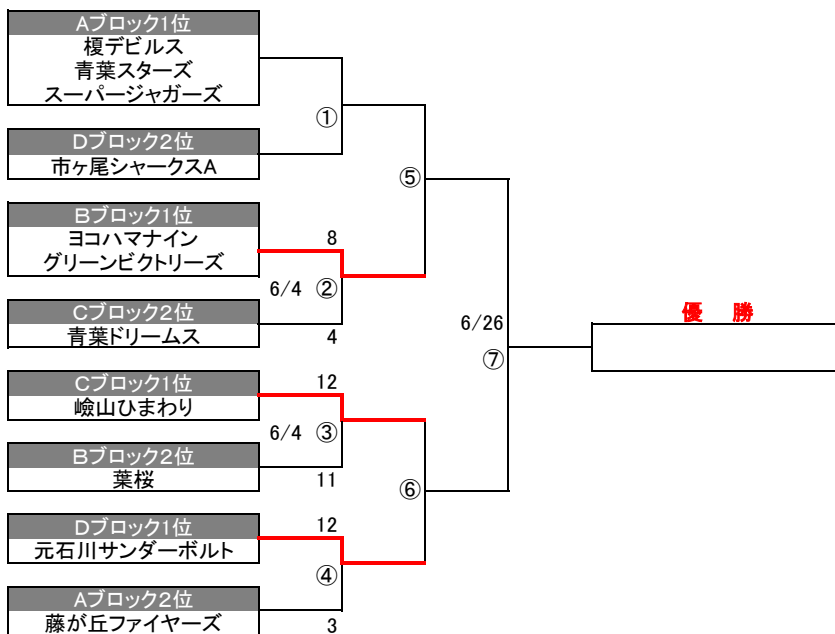 Aブロック1位
榎デビルス
青葉スターズ
スーパージャガーズ
①
Dブロック2位
市ヶ尾シャークスA
⑤
Bブロック1位
ヨコハマナイン
グリーンビクトリーズ
8
6/4 ②
Cブロック2位
青葉ドリームス
4
6/26
⑦
優 勝
Cブロック1位
嶮山ひまわり
12
6/4 ③
Bブロック2位
葉桜
11
⑥
Dブロック1位
元石川サンダーボルト
12
④
Aブロック2位
藤が丘ファイヤーズ
3